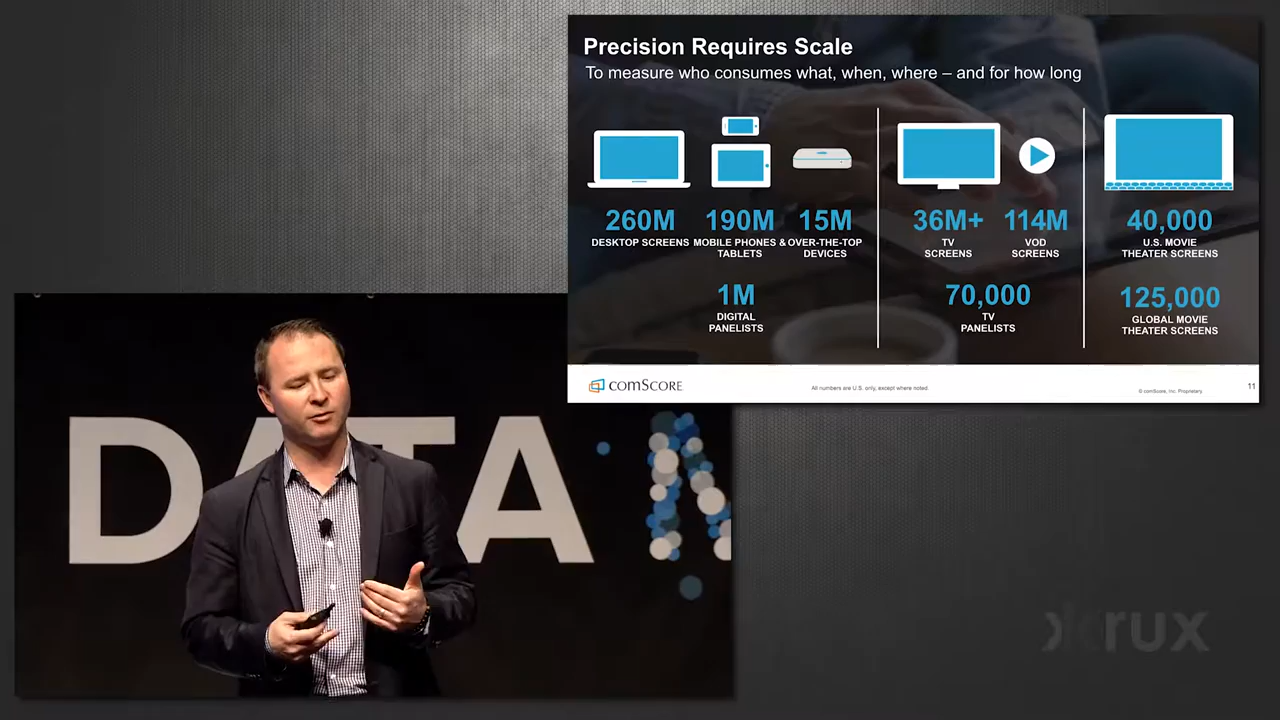 Precision Requires Scale
To measure who consumes what, when, where – and for how long
260M
DESKTOP SCREENS
190M
MOBILE PHONES &
TABLETS
15M
OVER-THE-TOP
DEVICES
1M
DIGITAL
PANELISTS
36M+
TV
SCREENS
114M
VOD
SCREENS
70,000
TV
PANELISTS
40,000
U.S. MOVIE
THEATER SCREENS
125,000
GLOBAL MOVIE
THEATER SCREENS
comSCORE
All numbers are U.S. only, except where noted.
© comScore, Inc. Proprietary.
11
DATA
krux